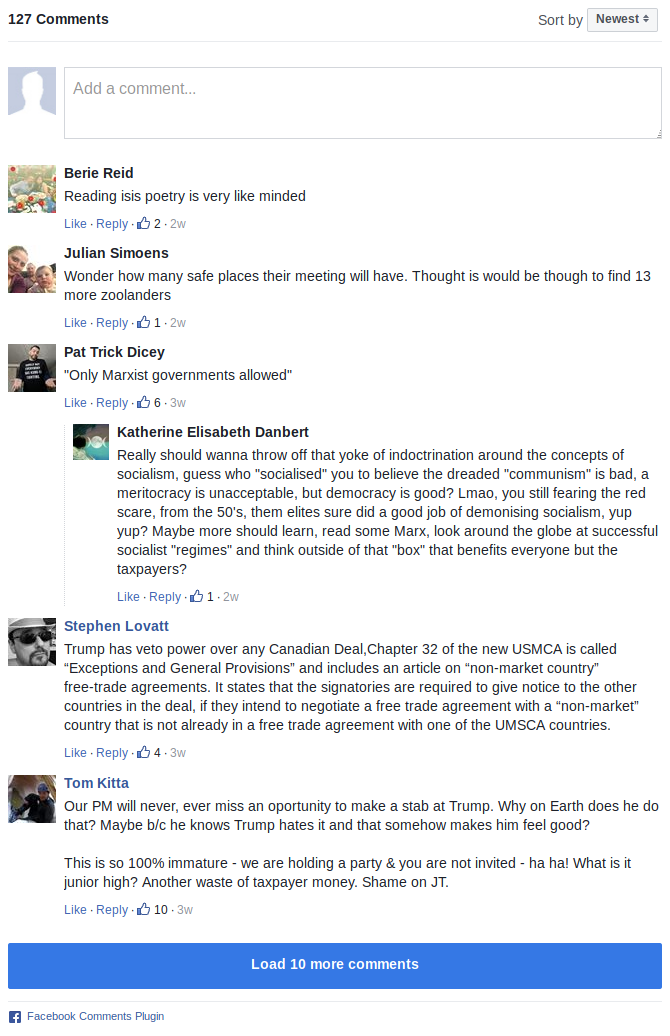 127 Comments
Sort by Newest
Add a comment...
Berie Reid
Reading isis poetry is very like minded
Like · Reply · 2 · 2w
Julian Simoens
Wonder how many safe places their meeting will have. Thought is would be though to find 13
more zoolanders
Like · Reply · 1 · 2w
Pat Trick Dicey
"Only Marxist governments allowed"
Like · Reply · 6 · 3w
Katherine Elisabeth Danbert
Really should wanna throw off that yoke of indoctrination around the concepts of
socialism, guess who "socialised" you to believe the dreaded "communism" is bad, a
meritocracy is unacceptable, but democracy is good? Lmao, you still fearing the red
scare, from the 50's, them elites sure did a good job of demonising socialism, yup
yup? Maybe more should learn, read some Marx, look around the globe at successful
socialist "regimes" and think outside of that "box" that benefits everyone but the
taxpayers?
Like · Reply · 1 · 2w
Stephen Lovatt
Trump has veto power over any Canadian Deal,Chapter 32 of the new USMCA is called
“Exceptions and General Provisions” and includes an article on “non-market country”
free-trade agreements. It states that the signatories are required to give notice to the other
countries in the deal, if they intend to negotiate a free trade agreement with a “non-market”
country that is not already in a free trade agreement with one of the UMSCA countries.
Like · Reply · 4 · 3w
Tom Kitta
Our PM will never, ever miss an oportunity to make a stab at Trump. Why on Earth does he do
that? Maybe b/c he knows Trump hates it and that somehow makes him feel good?
This is so 100% immature - we are holding a party & you are not invited - ha ha! What is it
junior high? Another waste of taxpayer money. Shame on JT.
Like · Reply · 10 · 3w
Load 10 more comments
Facebook Comments Plugin